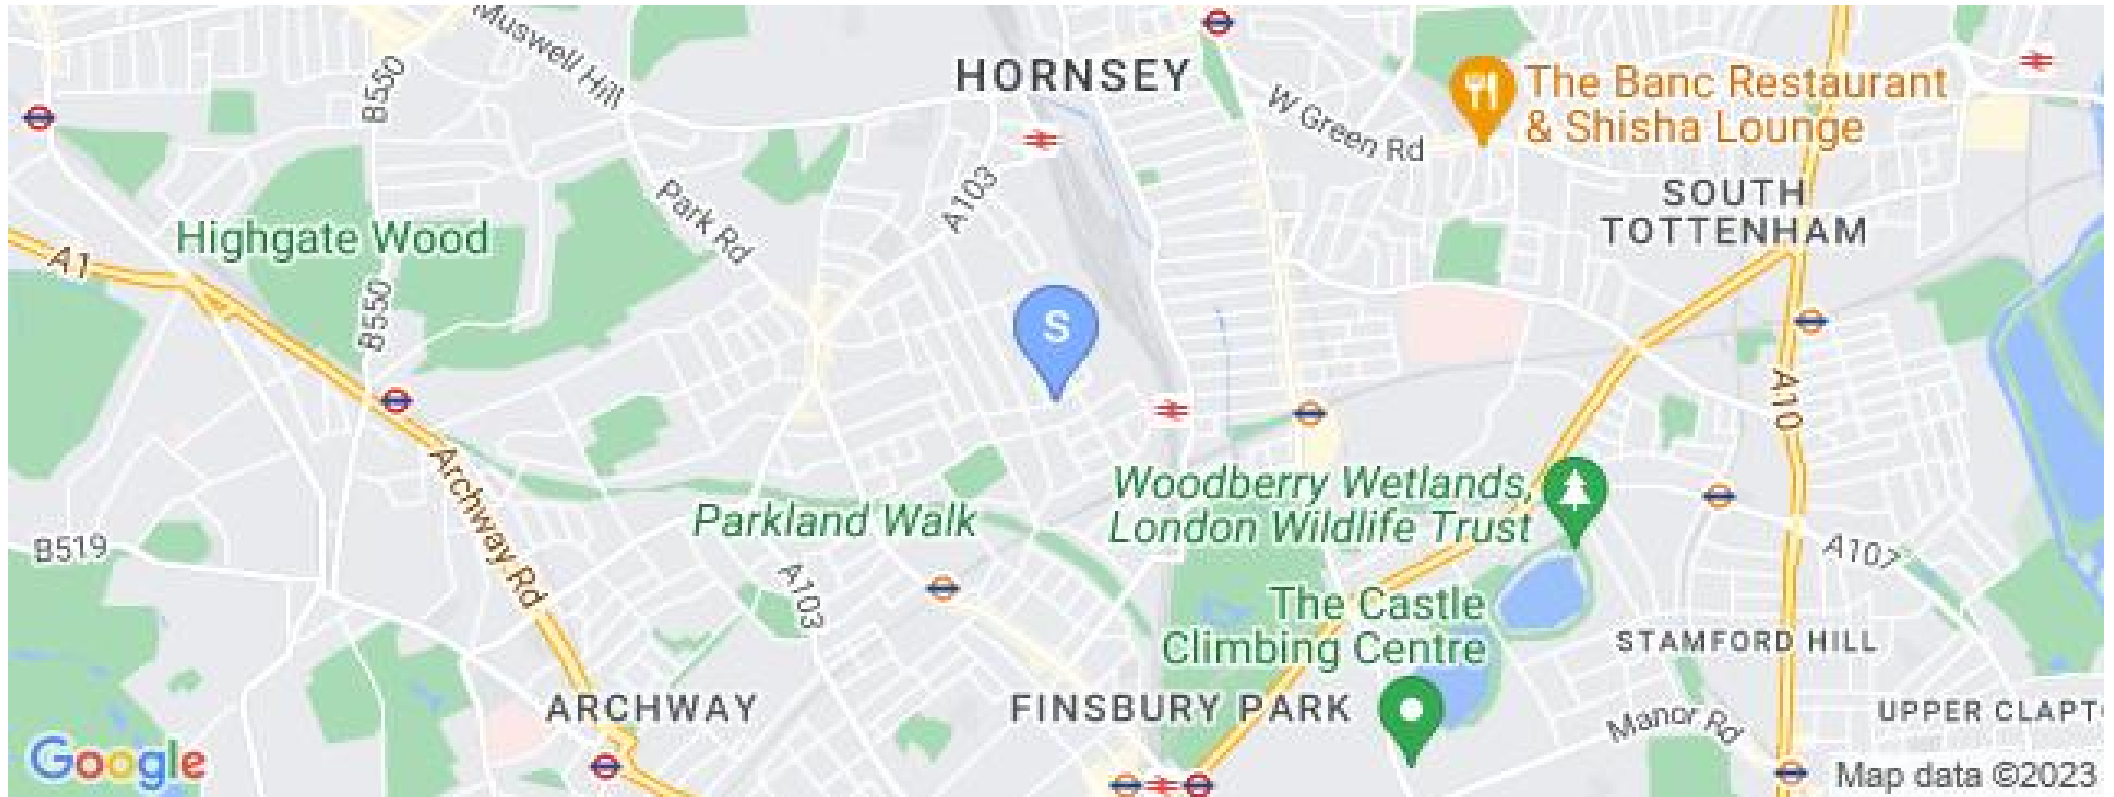 Muswell Hill
B550
HORNSEY
W Green Rd
The Banc Restaurant
& Shisha Lounge
Park Rd
A103
SOUTH
TOTTENHAM
Highgate Wood
A1
B550
S
A10
Archway Rd
Woodberry Wetlands,
London Wildlife Trust
Parkland Walk
B519
A103
A107
The Castle
Climbing Centre
STAMFORD HILL
ARCHWAY
FINSBURY PARK
Manor Rd
UPPER CLAPT
Google
Map data ©2023